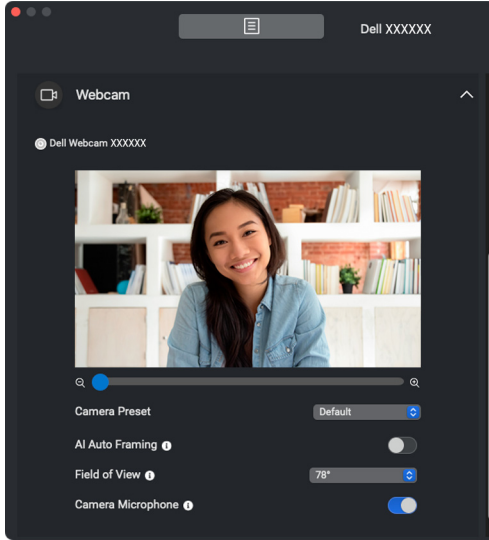 Dell XXXXXX
Webcam
Dell Webcam XXXXXX
Camera Preset
Default
AI Auto Framing
Field of View
78°
Camera Microphone